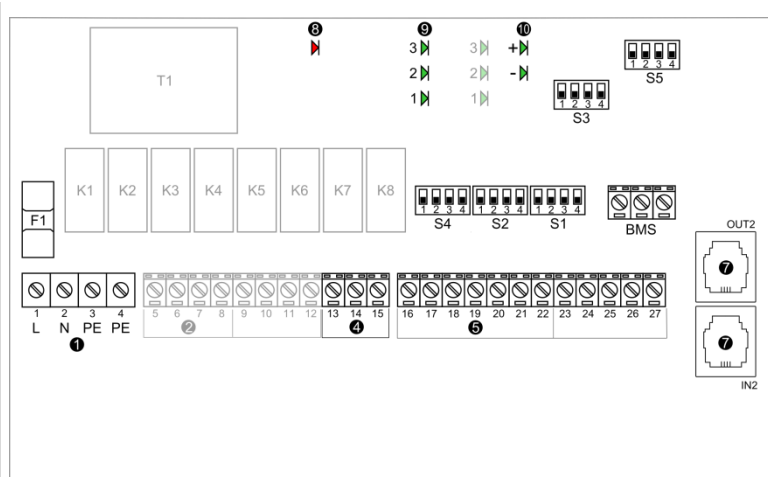 8 9 10
3 3 +
2 2 -
1 1
T1
1 2 3 4
S5
1 2 3 4
S3
K1 K2 K3 K4 K5 K6 K7 K8
F1
1 2 3 4 1 2 3 4 1 2 3 4
S4 S2 S1
BMS
OUT2
7
1 2 3 4 5 6 7 8 9 10 11 12 13 14 15 16 17 18 19 20 21 22 23 24 25 26 27
L N PE PE
1 2 4 5
7
IN2